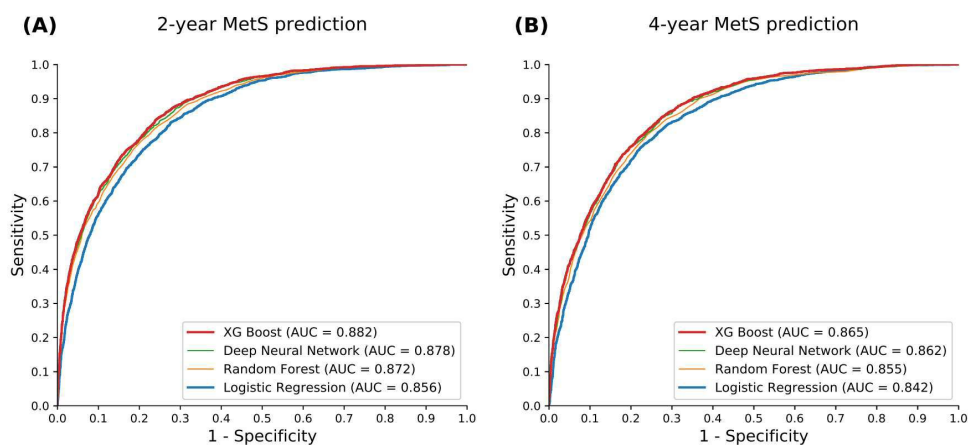 (A) 2-year MetS prediction
1.0
0.9
0.8
0.7
0.6
0.5
0.4
0.3
0.2
0.1
0.0
Sensitivity
XG Boost (AUC = 0.882)
Deep Neural Network (AUC = 0.878)
Random Forest (AUC = 0.872)
Logistic Regression (AUC = 0.856)
0.0 0.1 0.2 0.3 0.4 0.5 0.6 0.7 0.8 0.9 1.0
1 - Specificity
(B) 4-year MetS prediction
1.0
0.9
0.8
0.7
0.6
0.5
0.4
0.3
0.2
0.1
0.0
Sensitivity
XG Boost (AUC = 0.865)
Deep Neural Network (AUC = 0.862)
Random Forest (AUC = 0.855)
Logistic Regression (AUC = 0.842)
0.0 0.1 0.2 0.3 0.4 0.5 0.6 0.7 0.8 0.9 1.0
1 - Specificity